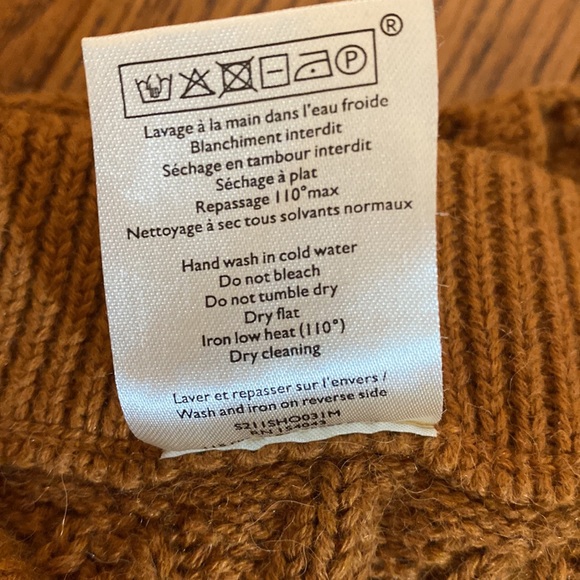 ®
P
Lavage à la main dans l'eau froide
Blanchiment interdit
Séchage en tambour interdit
Séchage à plat
Repassage 110°max
Nettoyage à sec tous solvants normaux
Hand wash in cold water
Do not bleach
Do not tumble dry
Dry flat
Iron low heat (110°)
Dry cleaning
Laver et repasser sur l'envers /
Wash and iron on reverse side
S211SHO031M
RN 154043